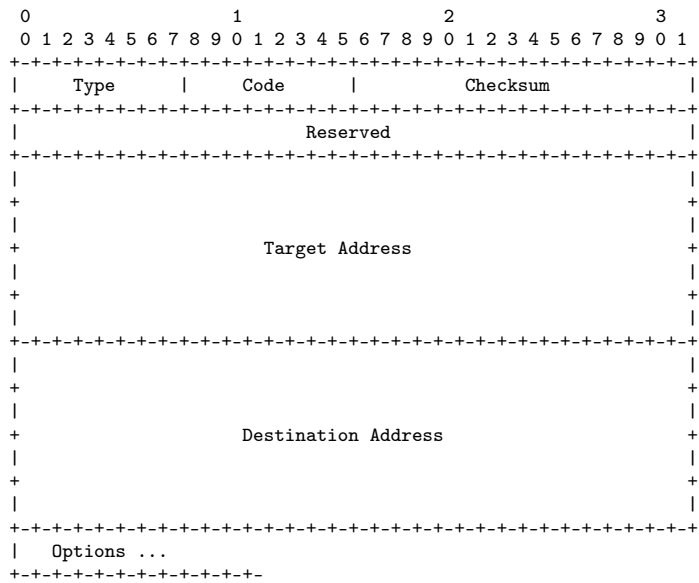 0                   1                   2                   3
0 1 2 3 4 5 6 7 8 9 0 1 2 3 4 5 6 7 8 9 0 1 2 3 4 5 6 7 8 9 0 1
+-+-+-+-+-+-+-+-+-+-+-+-+-+-+-+-+-+-+-+-+-+-+-+-+-+-+-+-+-+-+-+-+
|     Type      |     Code      |          Checksum             |
+-+-+-+-+-+-+-+-+-+-+-+-+-+-+-+-+-+-+-+-+-+-+-+-+-+-+-+-+-+-+-+-+
|                           Reserved                            |
+-+-+-+-+-+-+-+-+-+-+-+-+-+-+-+-+-+-+-+-+-+-+-+-+-+-+-+-+-+-+-+-+
|                                                               |
+                                                               +
|                                                               |
+                       Target Address                          +
|                                                               |
+                                                               +
|                                                               |
+-+-+-+-+-+-+-+-+-+-+-+-+-+-+-+-+-+-+-+-+-+-+-+-+-+-+-+-+-+-+-+-+
|                                                               |
+                                                               +
|                                                               |
+                     Destination Address                       +
|                                                               |
+                                                               +
|                                                               |
+-+-+-+-+-+-+-+-+-+-+-+-+-+-+-+-+-+-+-+-+-+-+-+-+-+-+-+-+-+-+-+-+
|   Options ...
+-+-+-+-+-+-+-+-+-+-+-+-